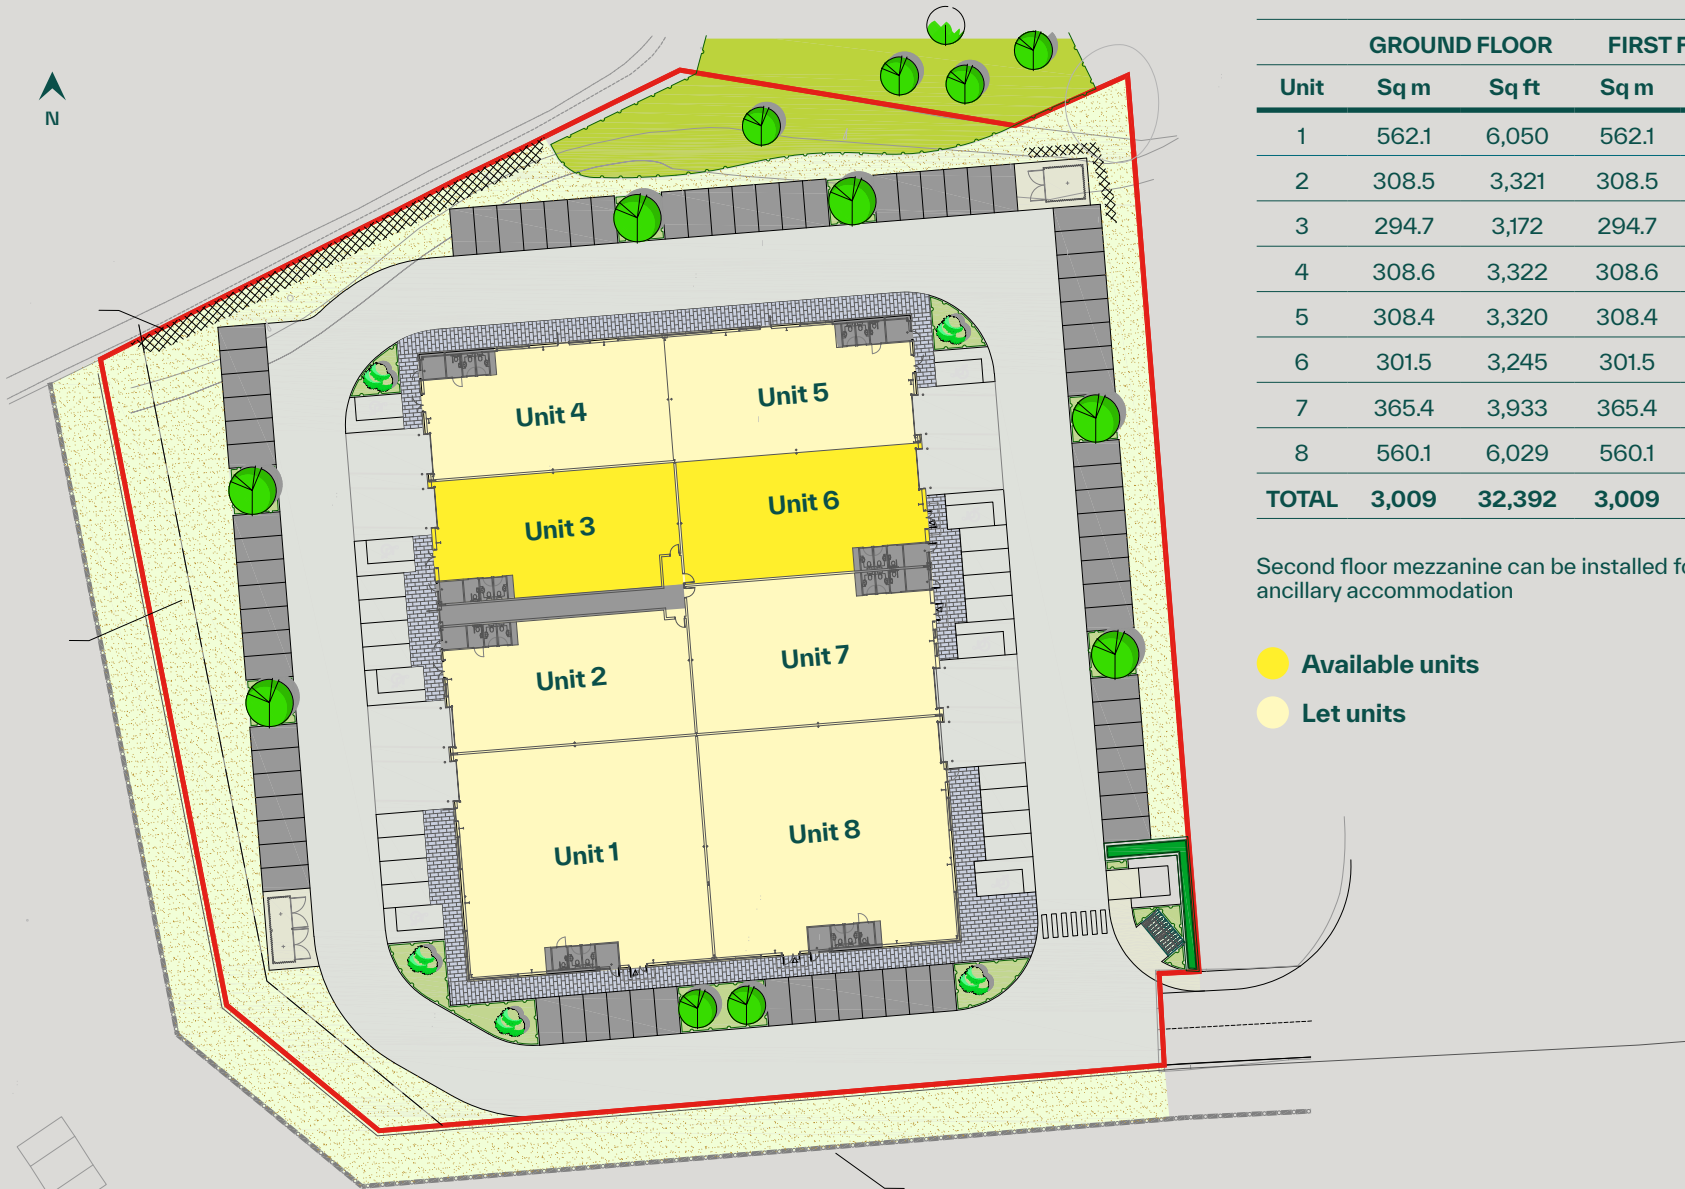 N
GROUND FLOOR FIRST F
Unit Sq m Sq ft Sq m
1 562.1 6,050 562.1
2 308.5 3,321 308.5
3 294.7 3,172 294.7
4 308.6 3,322 308.6
5 308.4 3,320 308.4
6 301.5 3,245 301.5
7 365.4 3,933 365.4
8 560.1 6,029 560.1
TOTAL 3,009 32,392 3,009
Second floor mezzanine can be installed fo
ancillary accommodation
Available units
Let units
Unit 4
Unit 5
Unit 3
Unit 6
Unit 2
Unit 7
Unit 1
Unit 8